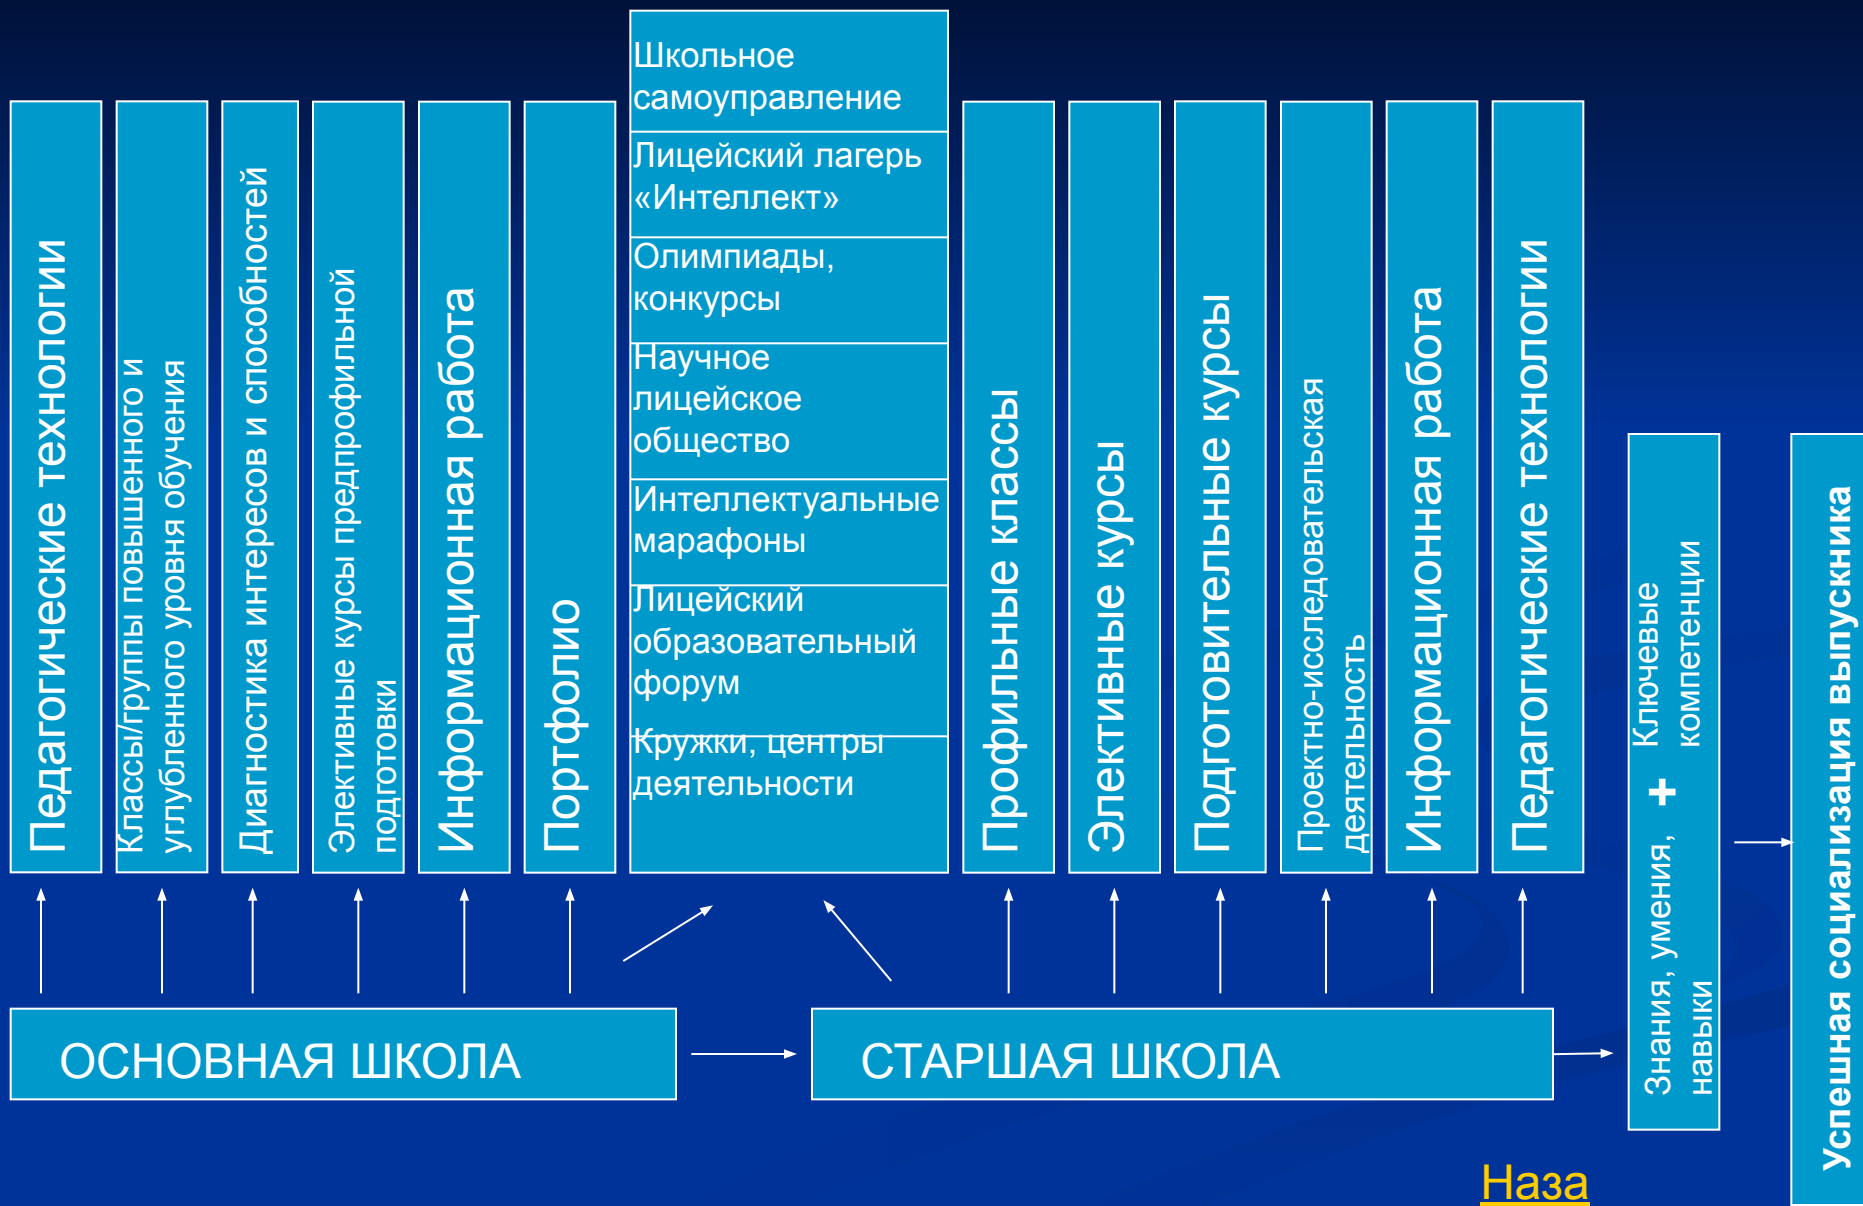 Педагогические технологии
Классы/группы повышенного и
углубленного уровня обучения
Диагностика интересов и способностей
Элективные курсы предпрофильной
подготовки
Информационная работа
Портфолио
Школьное
самоуправление
Лицейский лагерь
«Интеллект»
Олимпиады,
конкурсы
Научное
лицейское
общество
Интеллектуальные
марафоны
Лицейский
образовательный
форум
Кружки, центры
деятельности
Профильные классы
Элективные курсы
Подготовительные курсы
Проектно-исследовательская
деятельность
Информационная работа
Педагогические технологии
ОСНОВНАЯ ШКОЛА
СТАРШАЯ ШКОЛА
Знания, умения, + Ключевые
навыки компетенции
Успешная социализация выпускника
Наза